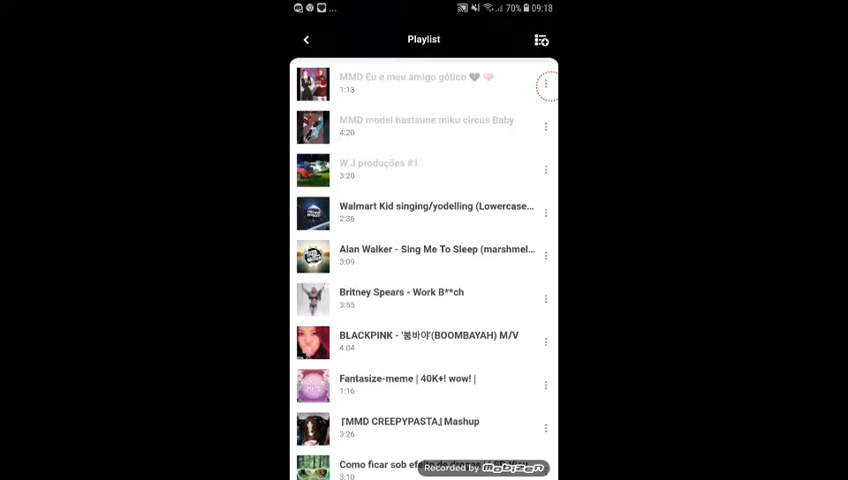 70% 09:18
Playlist
MMD Eu e meu amigo gótico
1:13
MMD model hastsune miku circus Baby
4:20
W.J produções #1
3:20
Walmart Kid singing/yodelling (Lowercase...
2:36
Alan Walker - Sing Me To Sleep (marshmel...
3:09
Britney Spears - Work B**ch
3:55
BLACKPINK - '붐바야'(BOOMBAYAH) M/V
4:04
Fantasize-meme | 40K+! wow! |
1:16
『MMD CREEPYPASTA』Mashup
3:26
Como ficar sob efeito
3:10
Recorded by mobizen